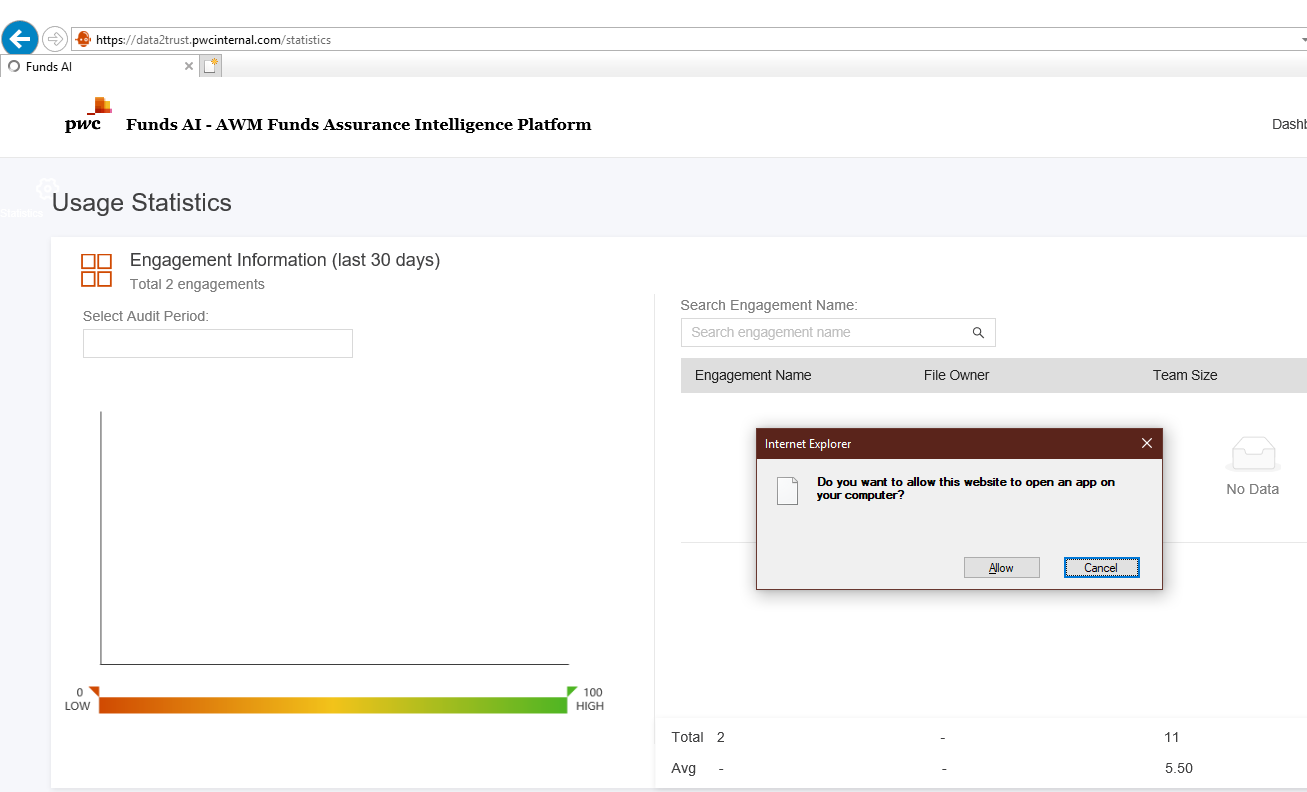 https://data2trust.pwcinternal.com/statistics
Funds AI
pwc
Funds AI - AWM Funds Assurance Intelligence Platform
Statistics
Usage Statistics
Engagement Information (last 30 days)
Total 2 engagements
Select Audit Period:
Search Engagement Name:
Search engagement name
Engagement Name File Owner Team Size
Internet Explorer
Do you want to allow this website to open an app on
your computer?
Allow Cancel
No Data
0 100
LOW HIGH
Total 2 - 11
Avg - - 5.50